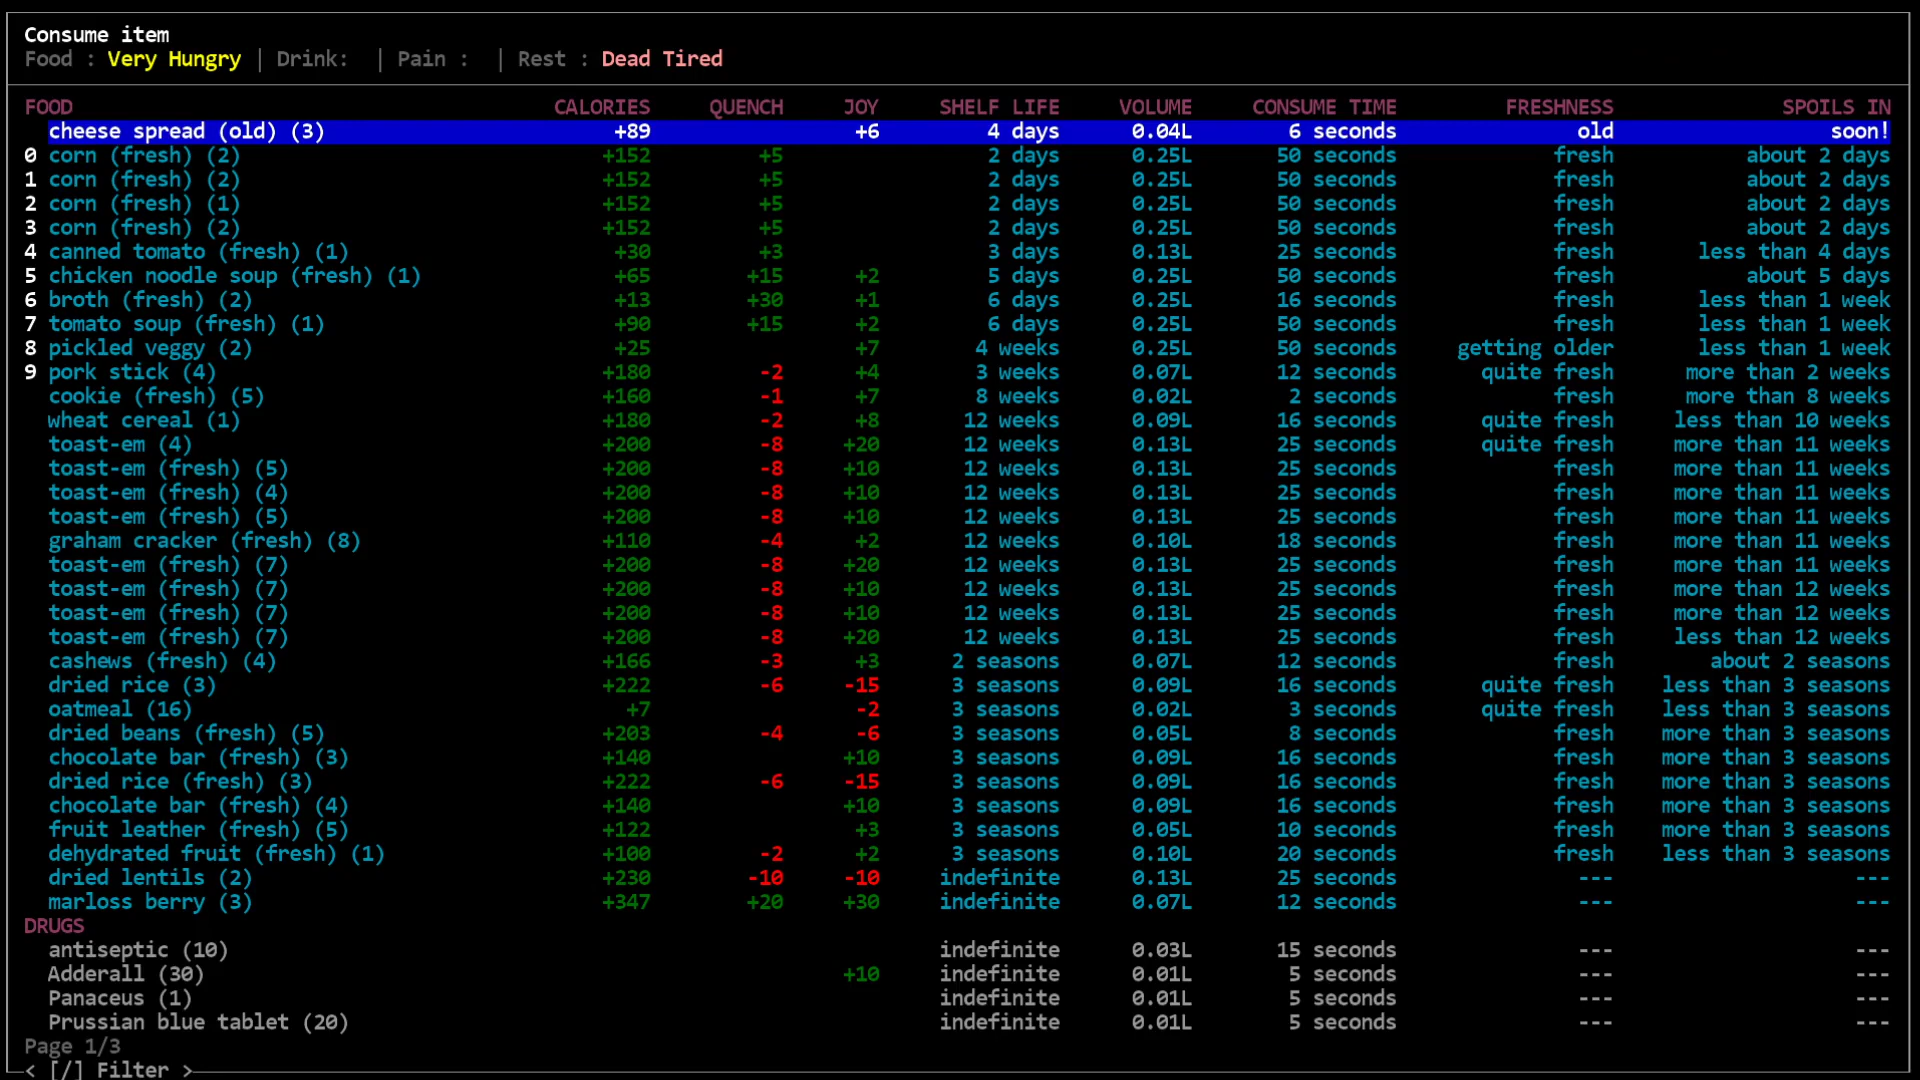 Consume item
Food : Very Hungry | Drink: | Pain : | Rest : Dead Tired
FOOD CALORIES QUENCH JOY SHELF LIFE VOLUME CONSUME TIME FRESHNESS SPOILS IN
cheese spread (old) (3) +89 +6 4 days 0.04L 6 seconds old soon!
0 corn (fresh) (2) +152 +5 2 days 0.25L 50 seconds fresh about 2 days
1 corn (fresh) (2) +152 +5 2 days 0.25L 50 seconds fresh about 2 days
2 corn (fresh) (1) +152 +5 2 days 0.25L 50 seconds fresh about 2 days
3 corn (fresh) (2) +152 +5 2 days 0.25L 50 seconds fresh about 2 days
4 canned tomato (fresh) (1) +30 +3 3 days 0.13L 25 seconds fresh less than 4 days
5 chicken noodle soup (fresh) (1) +65 +15 +2 5 days 0.25L 50 seconds fresh about 5 days
6 broth (fresh) (2) +13 +30 +1 6 days 0.25L 16 seconds fresh less than 1 week
7 tomato soup (fresh) (1) +90 +15 +2 6 days 0.25L 50 seconds fresh less than 1 week
8 pickled veggy (2) +25 +7 4 weeks 0.25L 50 seconds getting older less than 1 week
9 pork stick (4) +180 -2 +4 3 weeks 0.07L 12 seconds quite fresh more than 2 weeks
cookie (fresh) (5) +160 -1 +7 8 weeks 0.02L 2 seconds fresh more than 8 weeks
wheat cereal (1) +180 -2 +8 12 weeks 0.09L 16 seconds quite fresh less than 10 weeks
toast-em (4) +200 -8 +20 12 weeks 0.13L 25 seconds quite fresh more than 11 weeks
toast-em (fresh) (5) +200 -8 +10 12 weeks 0.13L 25 seconds fresh more than 11 weeks
toast-em (fresh) (4) +200 -8 +10 12 weeks 0.13L 25 seconds fresh more than 11 weeks
toast-em (fresh) (5) +200 -8 +10 12 weeks 0.13L 25 seconds fresh more than 11 weeks
graham cracker (fresh) (8) +110 -4 +2 12 weeks 0.10L 18 seconds fresh more than 11 weeks
toast-em (fresh) (7) +200 -8 +20 12 weeks 0.13L 25 seconds fresh more than 11 weeks
toast-em (fresh) (7) +200 -8 +10 12 weeks 0.13L 25 seconds fresh more than 12 weeks
toast-em (fresh) (7) +200 -8 +10 12 weeks 0.13L 25 seconds fresh more than 12 weeks
toast-em (fresh) (7) +200 -8 +20 12 weeks 0.13L 25 seconds fresh less than 12 weeks
cashews (fresh) (4) +166 -3 +3 2 seasons 0.07L 12 seconds fresh about 2 seasons
dried rice (3) +222 -6 -15 3 seasons 0.09L 16 seconds quite fresh less than 3 seasons
oatmeal (16) +7 -2 3 seasons 0.02L 3 seconds quite fresh less than 3 seasons
dried beans (fresh) (5) +203 -4 -6 3 seasons 0.05L 8 seconds fresh more than 3 seasons
chocolate bar (fresh) (3) +140 +10 3 seasons 0.09L 16 seconds fresh more than 3 seasons
dried rice (fresh) (3) +222 -6 -15 3 seasons 0.09L 16 seconds fresh more than 3 seasons
chocolate bar (fresh) (4) +140 +10 3 seasons 0.09L 16 seconds fresh more than 3 seasons
fruit leather (fresh) (5) +122 +3 3 seasons 0.05L 10 seconds fresh more than 3 seasons
dehydrated fruit (fresh) (1) +100 -2 +2 3 seasons 0.10L 20 seconds fresh less than 3 seasons
dried lentils (2) +230 -10 -10 indefinite 0.13L 25 seconds --- ---
marloss berry (3) +347 +20 +30 indefinite 0.07L 12 seconds --- ---
DRUGS
antiseptic (10) indefinite 0.03L 15 seconds --- ---
Adderall (30) +10 indefinite 0.01L 5 seconds --- ---
Panaceus (1) indefinite 0.01L 5 seconds --- ---
Prussian blue tablet (20) indefinite 0.01L 5 seconds --- ---
Page 1/3
< [/] Filter >